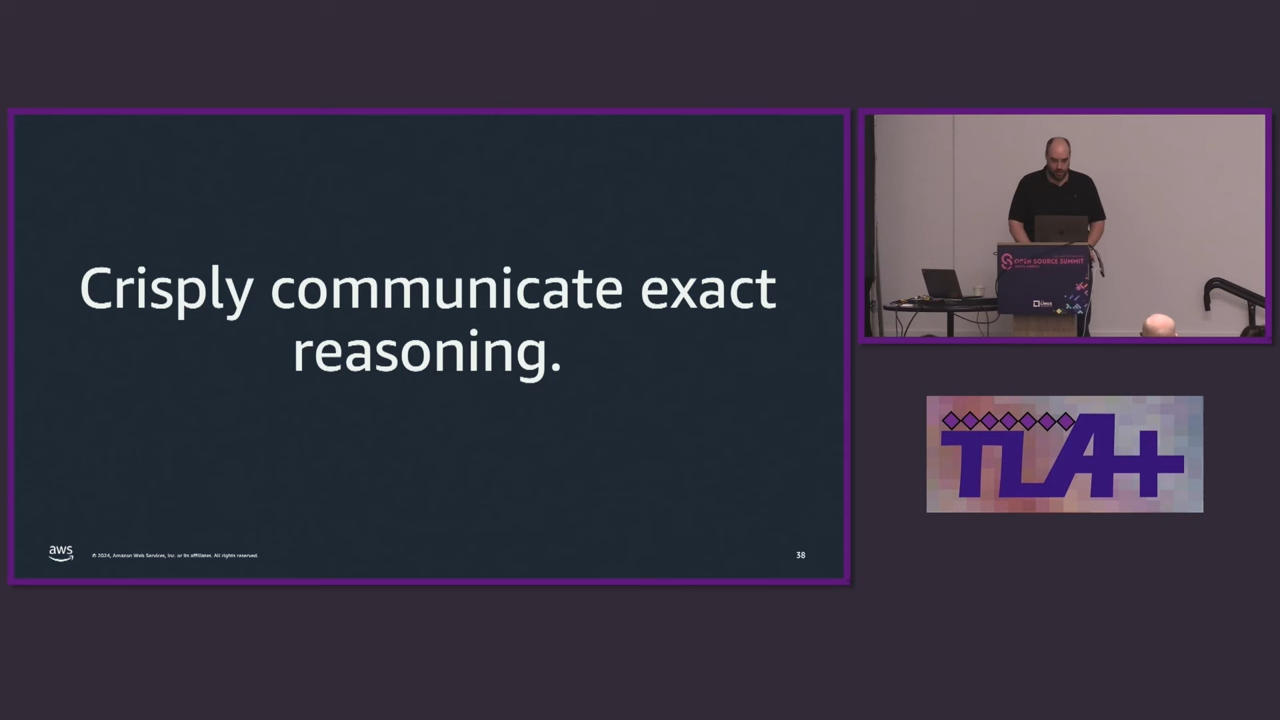 Crisply communicate exact
reasoning.
aws
© 2024, Amazon Web Services, Inc. or its affiliates. All rights reserved.
38
OPEN SOURCE SUMMIT
TLA+